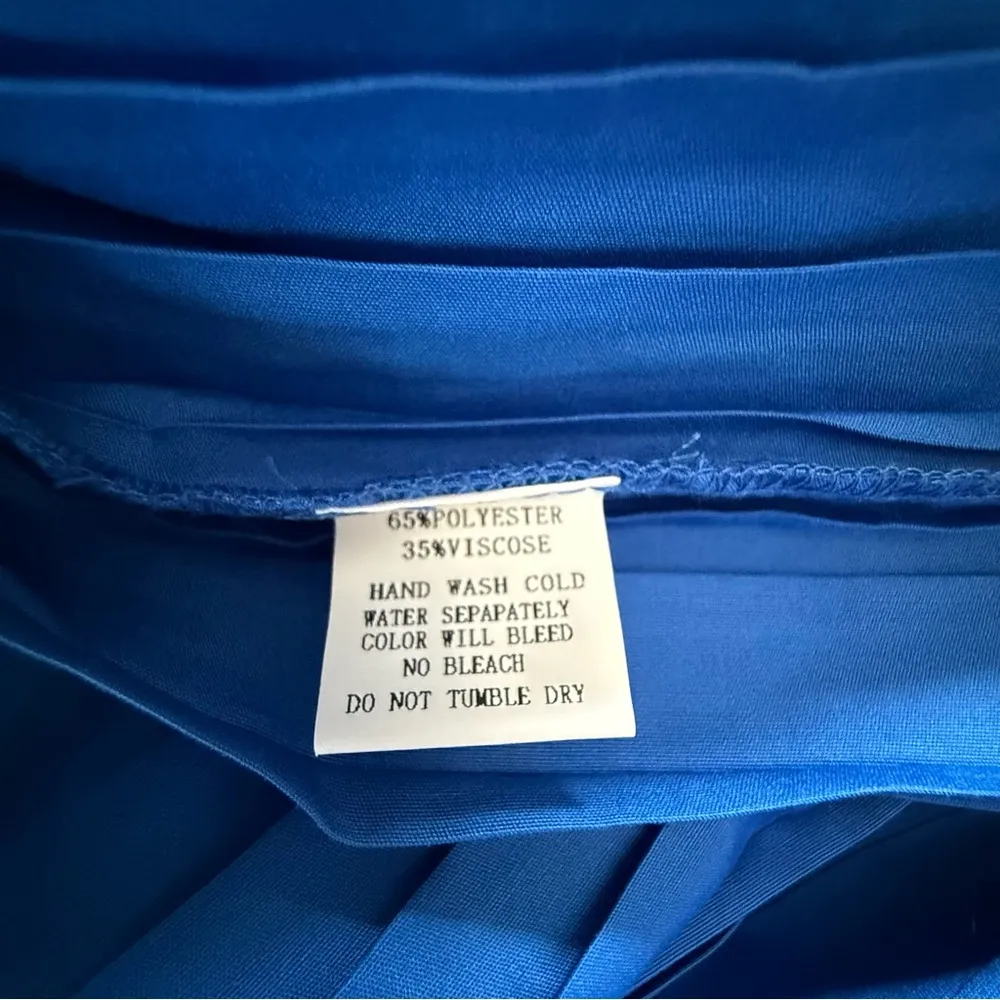 65%POLYESTER
35%VISCOSE
HAND WASH COLD
WATER SEPAPATELY
COLOR WILL BLEED
NO BLEACH
DO NOT TUMBLE DRY